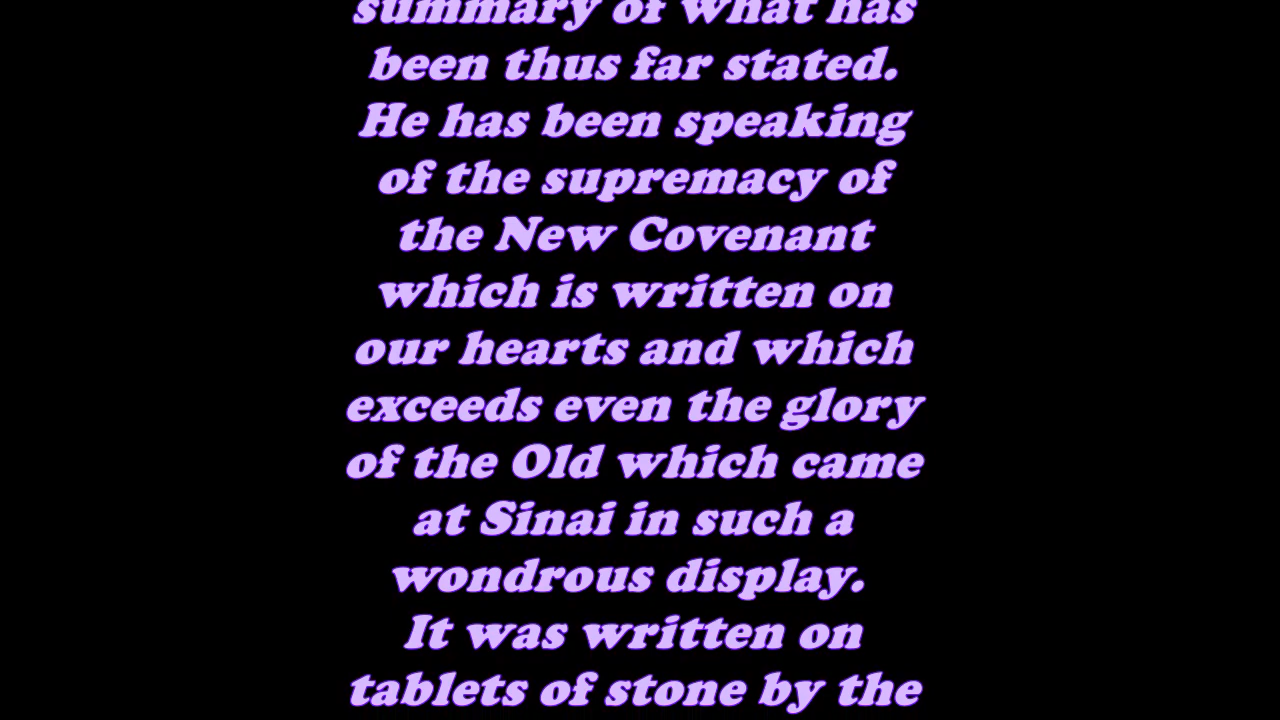 summary of what has
been thus far stated.
He has been speaking
of the supremacy of
the New Covenant
which is written on
our hearts and which
exceeds even the glory
of the Old which came
at Sinai in such a
wondrous display.
It was written on
tablets of stone by the